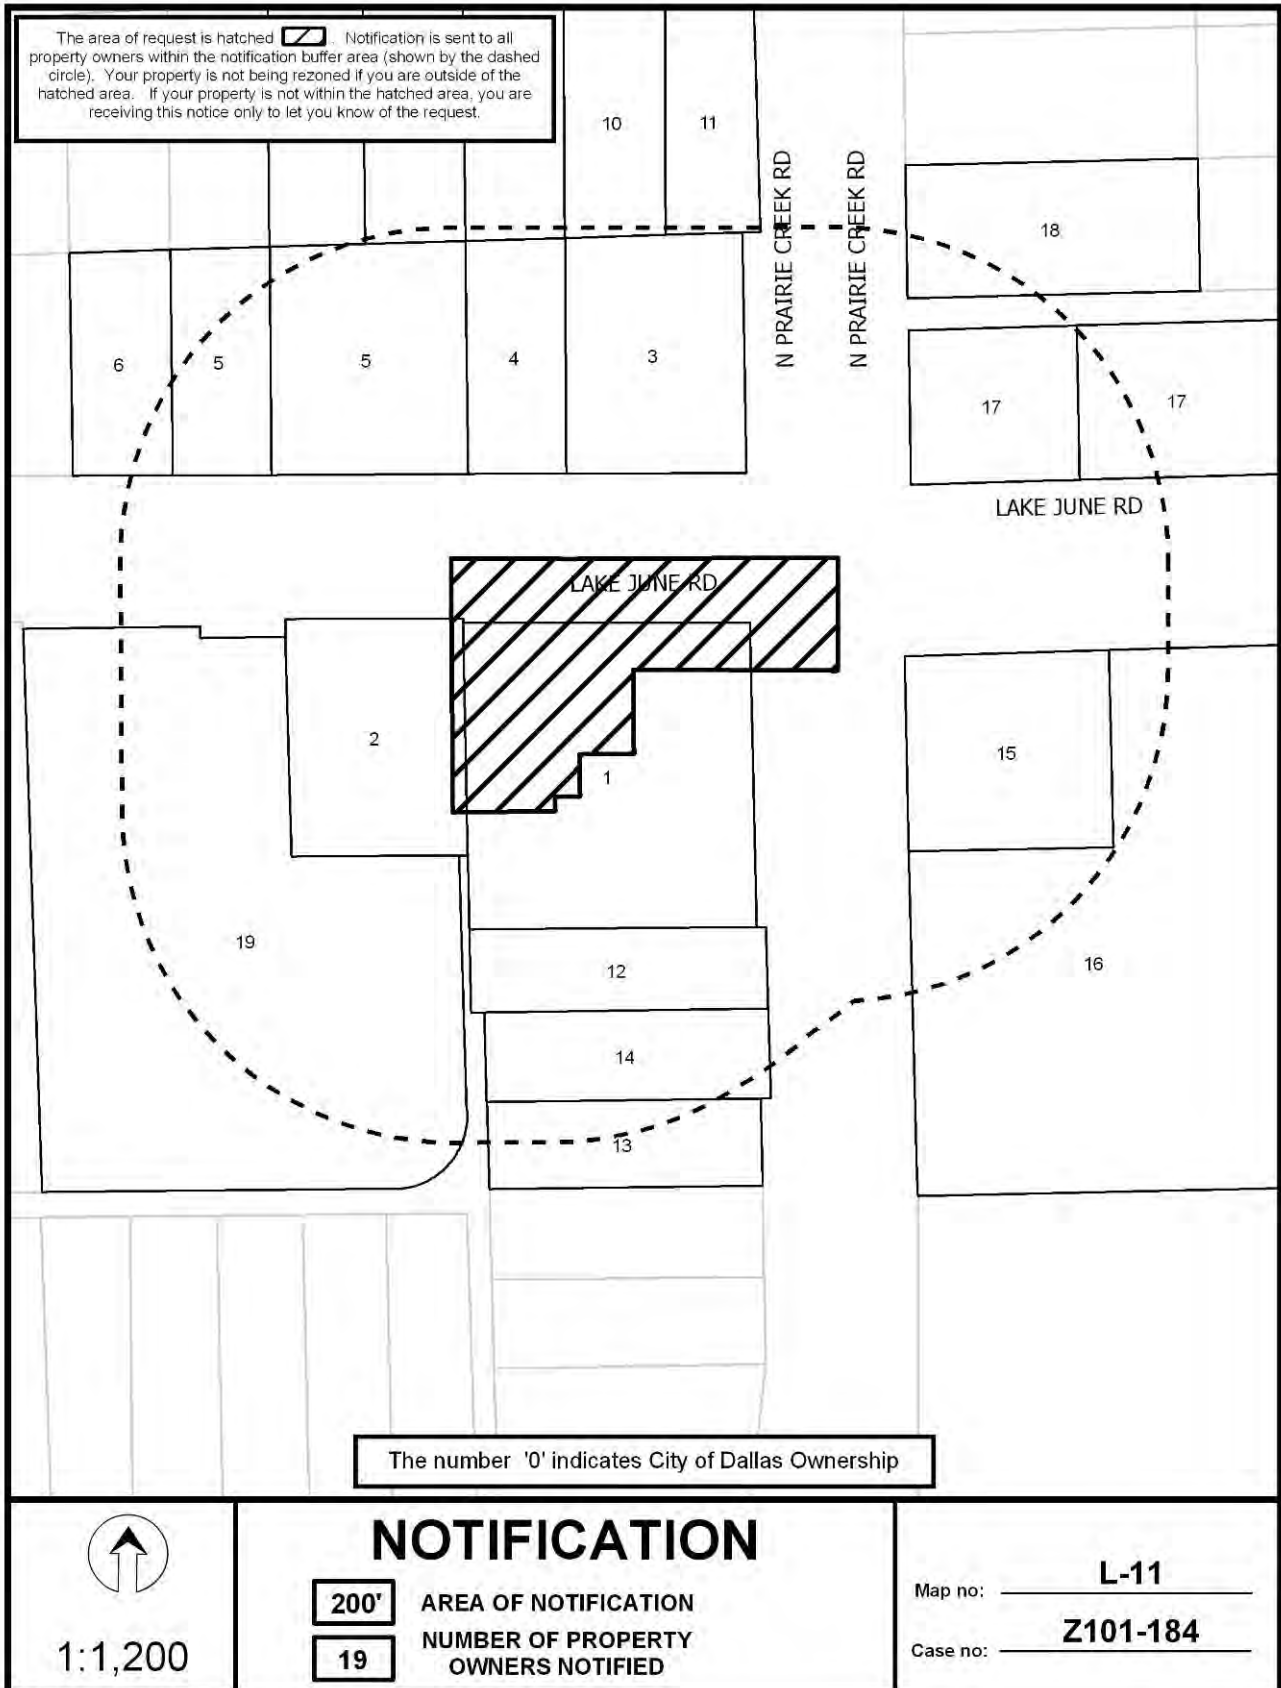 The area of request is hatched . Notification is sent to all
property owners within the notification buffer area (shown by the dashed
circle). Your property is not being rezoned if you are outside of the
hatched area. If your property is not within the hatched area, you are
receiving this notice only to let you know of the request.
10
11
N PRAIRIE CREEK RD
N PRAIRIE CREEK RD
18
6
5
5
4
3
17
17
LAKE JUNE RD
LAKE JUNE RD
2
1
15
19
12
16
14
13
The number '0' indicates City of Dallas Ownership
1:1,200
NOTIFICATION
200' AREA OF NOTIFICATION
19 NUMBER OF PROPERTY
OWNERS NOTIFIED
Map no: L-11
Case no: Z101-184